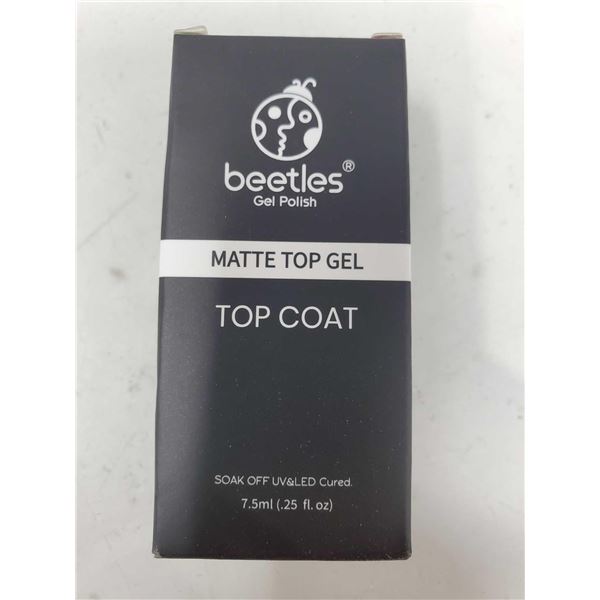 beetles®
Gel Polish
MATTE TOP GEL
TOP COAT
SOAK OFF UV&LED Cured.
7.5ml (.25 fl. oz)